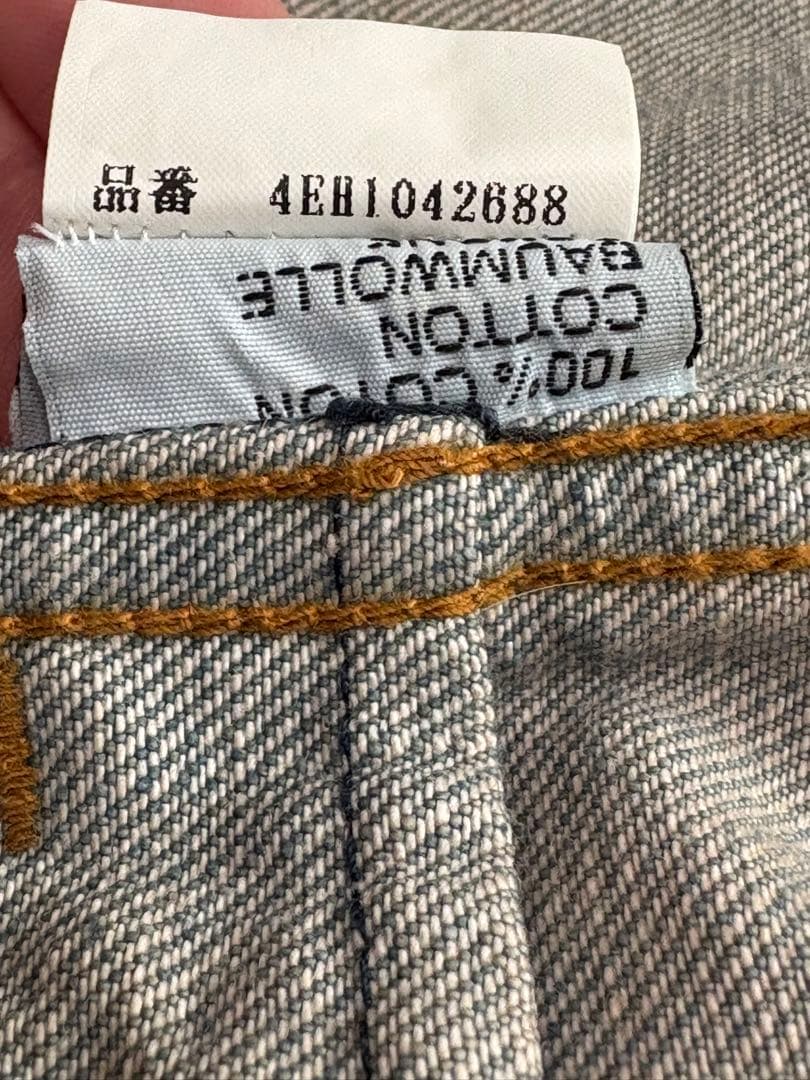 品番 4EH1042688
100% COTON
COTTON
BAUMWOLLE